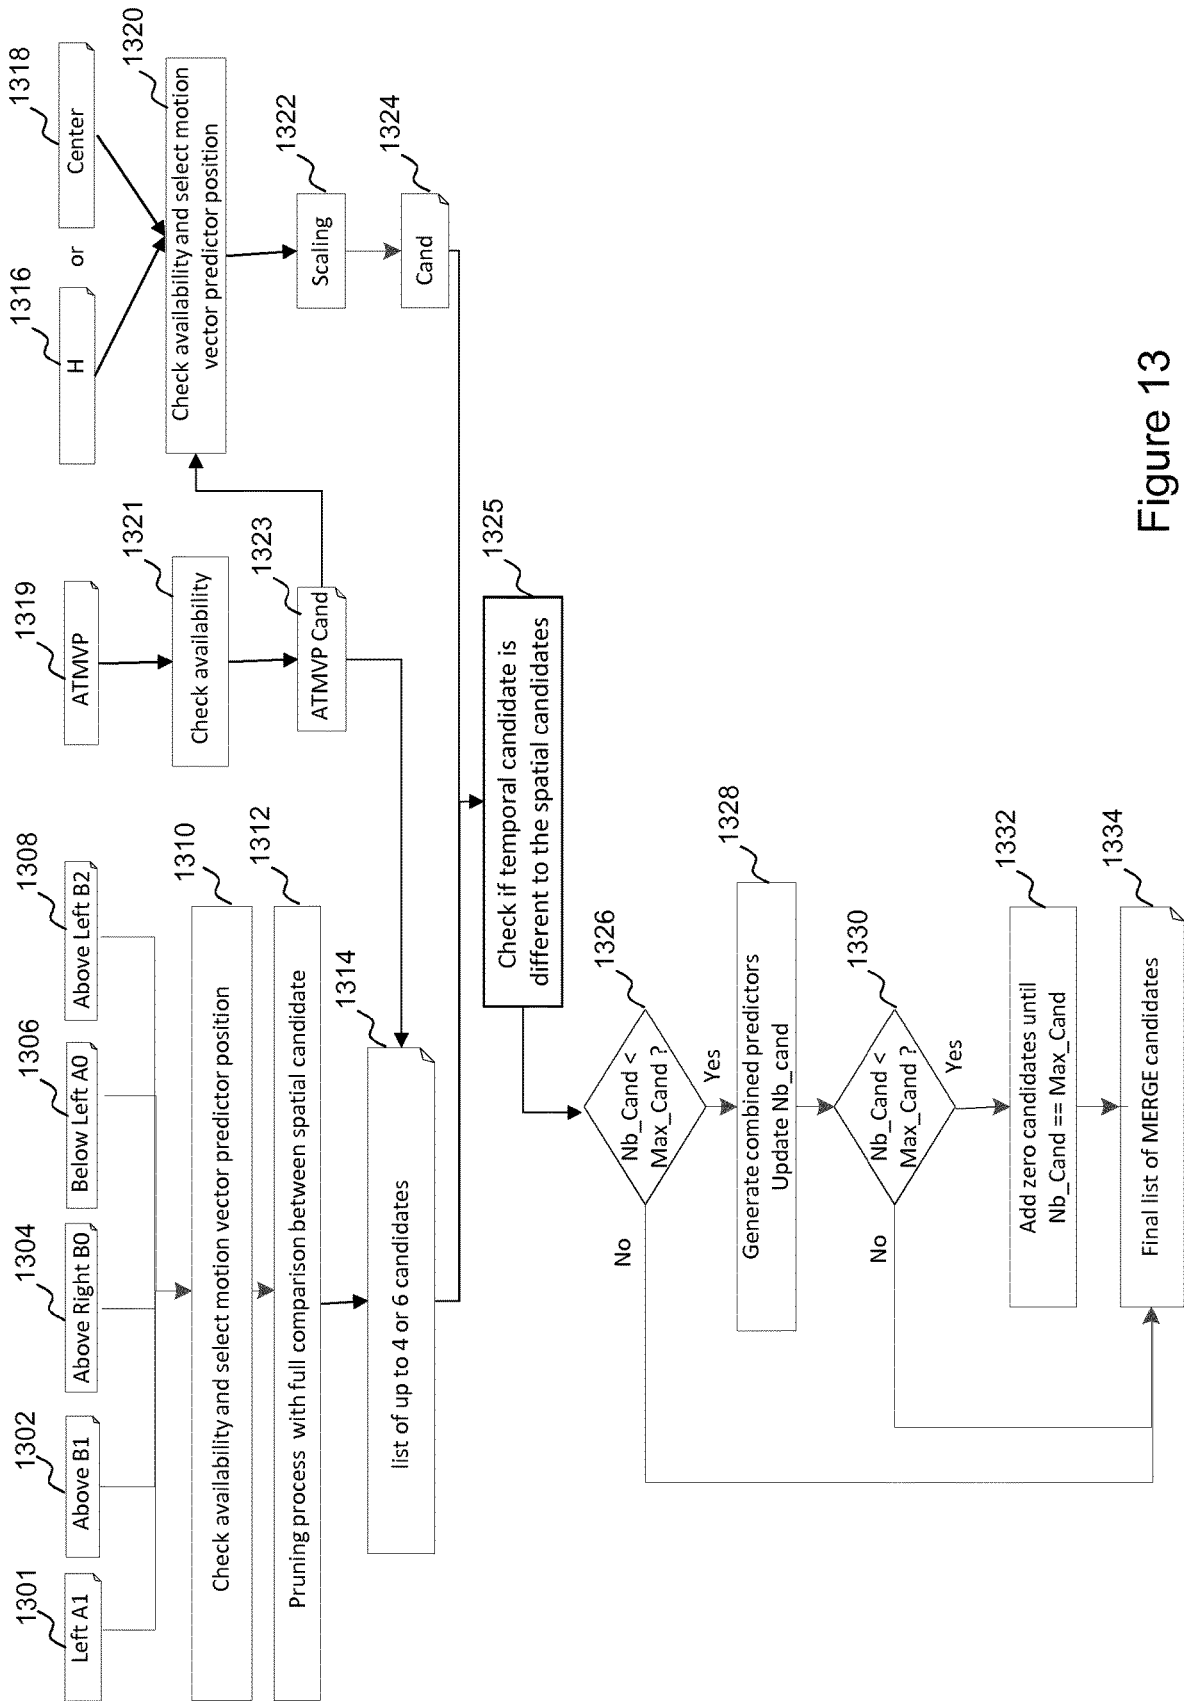 1301
Left A1
1302
Above B1
1304
Above Right B0
1306
Below Left A0
1308
Above Left B2
1319
ATMVP
1316
H
or
1318
Center
1310
Check availability and select motion vector predictor position
1312
Pruning process with full comparison between spatial candidate
1314
list of up to 4 or 6 candidates
1321
Check availability
1323
ATMVP Cand
1320
Check availability and select motion
vector predictor position
1322
Scaling
1324
Cand
1325
Check if temporal candidate is
different to the spatial candidates
1326
Nb_Cand <
Max_Cand ?
No
Yes
1328
Generate combined predictors
Update Nb_cand
1330
Nb_Cand <
Max_Cand ?
No
Yes
1332
Add zero candidates until
Nb_Cand == Max_Cand
1334
Final list of MERGE candidates
Figure 13